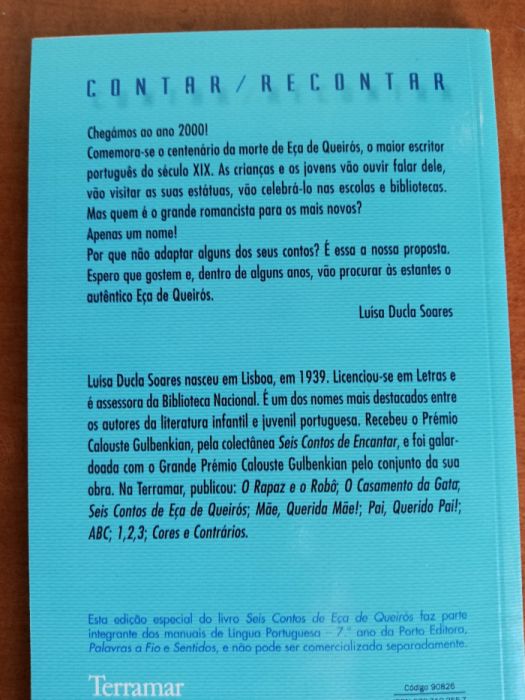 CONTAR/RECONTAR
Chegámos ao ano 2000!
Comemora-se o centenário da morte de Eça de Queirós, o maior escritor
português do século XIX. As crianças e os jovens vão ouvir falar dele,
vão visitar as suas estátuas, vão celebrá-lo nas escolas e bibliotecas.
Mas quem é o grande romancista para os mais novos?
Apenas um nome!
Por que não adaptar alguns dos seus contos? É essa a nossa proposta.
Espero que gostem e, dentro de alguns anos, vão procurar às estantes o
autêntico Eça de Queirós.
Luísa Ducla Soares
Luísa Ducla Soares nasceu em Lisboa, em 1939. Licenciou-se em Letras e
é assessora da Biblioteca Nacional. É um dos nomes mais destacados entre
os autores da literatura infantil e juvenil portuguesa. Recebeu o Prémio
Calouste Gulbenkian, pela colectânea Seis Contos de Encantar, e foi galar-
doada com o Grande Prémio Calouste Gulbenkian pelo conjunto da sua
obra. Na Terramar, publicou: O Rapaz e o Robô; O Casamento da Gata;
Seis Contos de Eça de Queirós; Mãe, Querida Mãe!; Pai, Querido Pai!;
ABC; 1,2,3; Cores e Contrários.
Esta edição especial do livro Seis Contos de Eça de Queirós faz parte
integrante dos manuais de Língua Portuguesa – 7.º ano da Porto Editora,
Palavras a Fio e Sentidos, e não pode ser comercializada separadamente.
Terramar
Código 90826